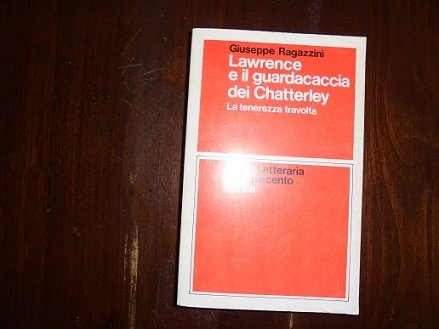 Giuseppe Ragazzini
Lawrence
e il guardacaccia
dei Chatterley
La tenerezza travolta
Letteraria